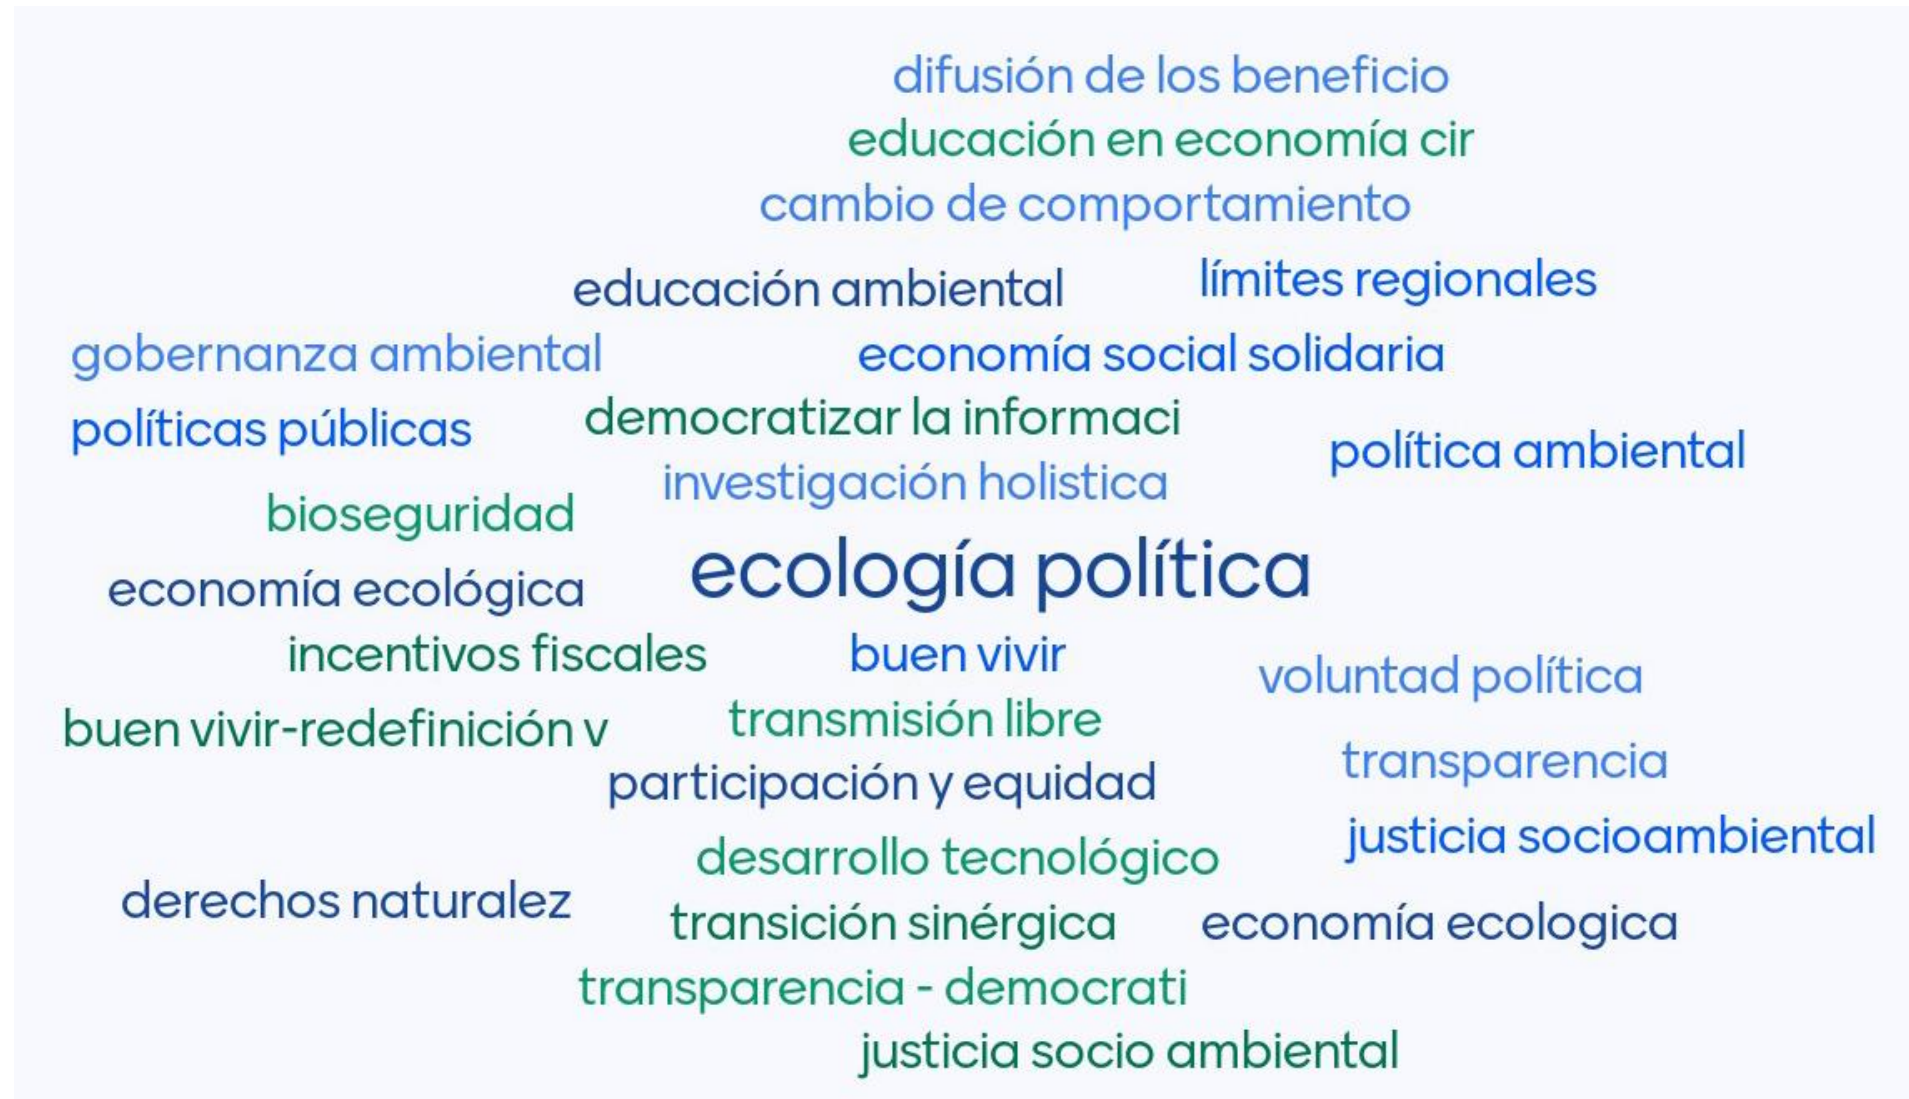 difusión de los beneficio
educación en economía cir
cambio de comportamiento
educación ambiental
límites regionales
gobernanza ambiental
economía social solidaria
políticas públicas
democratizar la informaci
política ambiental
investigación holistica
bioseguridad
ecología política
economía ecológica
incentivos fiscales
buen vivir
voluntad política
buen vivir-redefinición v
transmisión libre
transparencia
participación y equidad
justicia socioambiental
desarrollo tecnológico
derechos naturalez
transición sinérgica
economía ecologica
transparencia - democrati
justicia socio ambiental